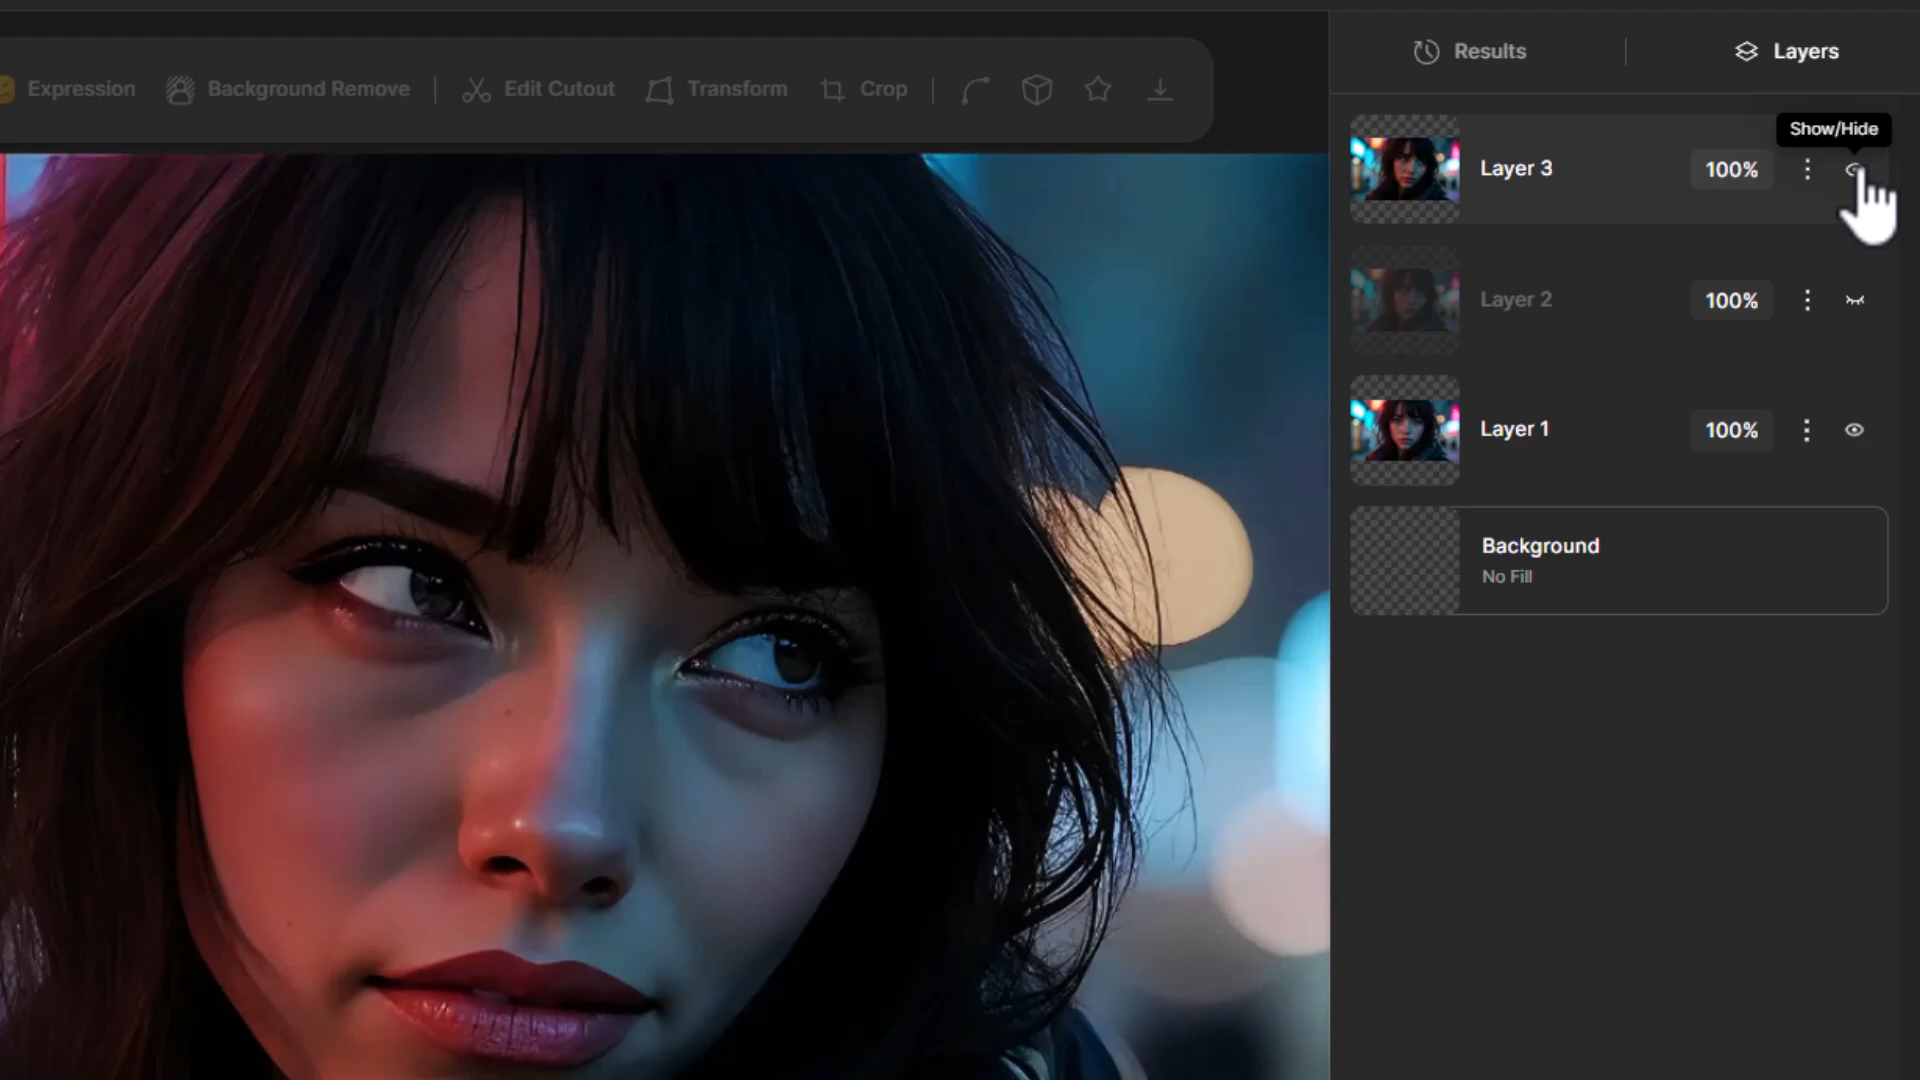 Expression
Background Remove
Edit Cutout
Transform
Crop
Results
Layers
Show/Hide
Layer 3
100%
Layer 2
100%
Layer 1
100%
Background
No Fill